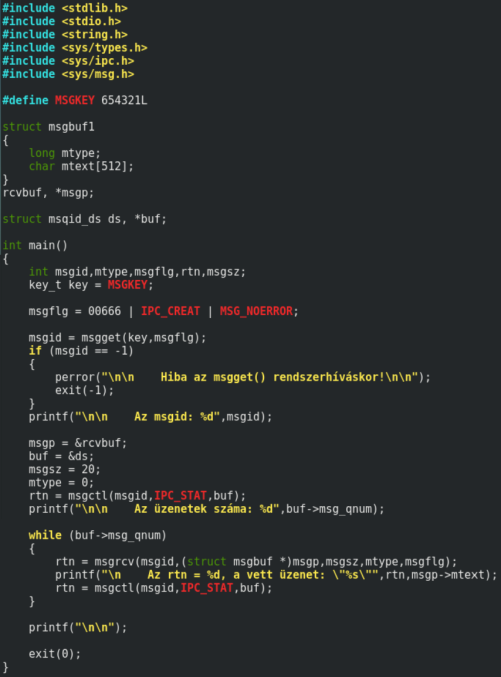 #include <stdlib.h>
#include <stdio.h>
#include <string.h>
#include <sys/types.h>
#include <sys/ipc.h>
#include <sys/msg.h>

#define MSGKEY 654321L

struct msgbuf1
{
    long mtype;
    char mtext[512];
}
rcvbuf, *msgp;

struct msqid_ds ds, *buf;

int main()
{
    int msgid,mtype,msgflg,rtn,msgsz;
    key_t key = MSGKEY;

    msgflg = 00666 | IPC_CREAT | MSG_NOERROR;

    msgid = msgget(key,msgflg);
    if (msgid == -1)
    {
        perror("\n\n    Hiba az msgget() rendszerhíváskor!\n\n");
        exit(-1);
    }
    printf("\n\n    Az msgid: %d",msgid);

    msgp = &rcvbuf;
    buf = &ds;
    msgsz = 20;
    mtype = 0;
    rtn = msgctl(msgid,IPC_STAT,buf);
    printf("\n\n    Az üzenetek száma: %d",buf->msg_qnum);

    while (buf->msg_qnum)
    {
        rtn = msgrcv(msgid,(struct msgbuf *)msgp,msgsz,mtype,msgflg);
        printf("\n    Az rtn = %d, a vett üzenet: \"%s\"",rtn,msgp->mtext);
        rtn = msgctl(msgid,IPC_STAT,buf);
    }

    printf("\n\n");

    exit(0);
}